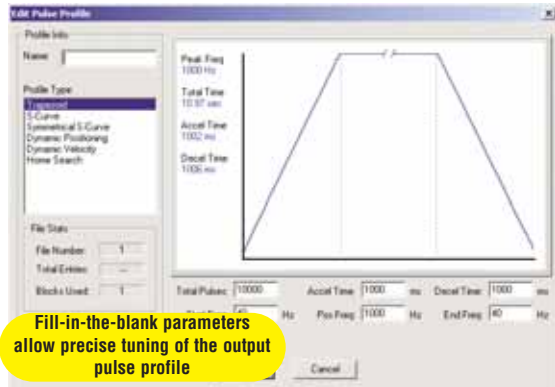 Edit Pulse Profile
Profile Info
Name:
Profile Type
Trapezoid
S-Curve
Symmetrical S-Curve
Dynamic Positioning
Dynamic Velocity
Home Search
File Stats
File Number: 1
Total Entries: --
Blocks Used: 1
Peak Freq
1000 Hz
Total Time
10.97 sec
Accel Time
1002 ms
Decel Time
1006 ms
Total Pulses: 10000 Accel Time: 1000 ms Decel Time: 1000 ms
40 Hz Pos Freq: 1000 Hz End Freq: 40 Hz
Cancel
Fill-in-the-blank parameters
allow precise tuning of the output
pulse profile